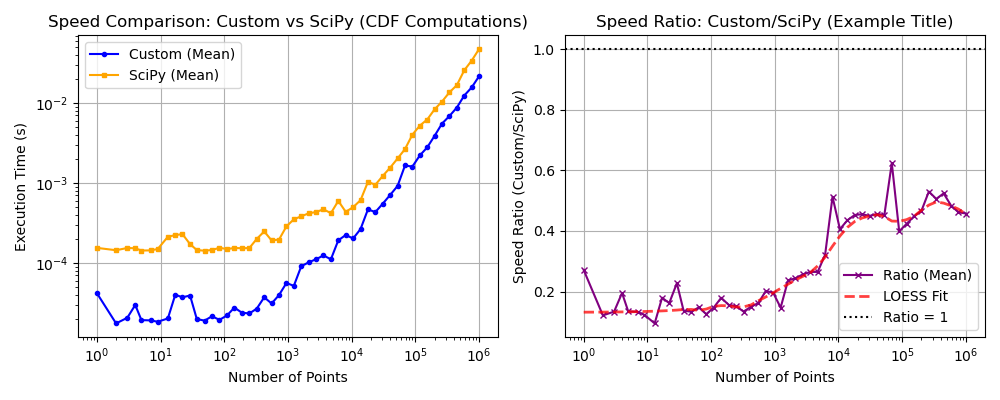 Speed Comparison: Custom vs SciPy (CDF Computations)
Custom (Mean)
SciPy (Mean)
Execution Time (s)
10⁻²
10⁻³
10⁻⁴
10⁰ 10¹ 10² 10³ 10⁴ 10⁵ 10⁶
Number of Points
Speed Ratio: Custom/SciPy (Example Title)
Speed Ratio (Custom/SciPy)
1.0
0.8
0.6
0.4
0.2
Ratio (Mean)
LOESS Fit
Ratio = 1
10⁰ 10¹ 10² 10³ 10⁴ 10⁵ 10⁶
Number of Points